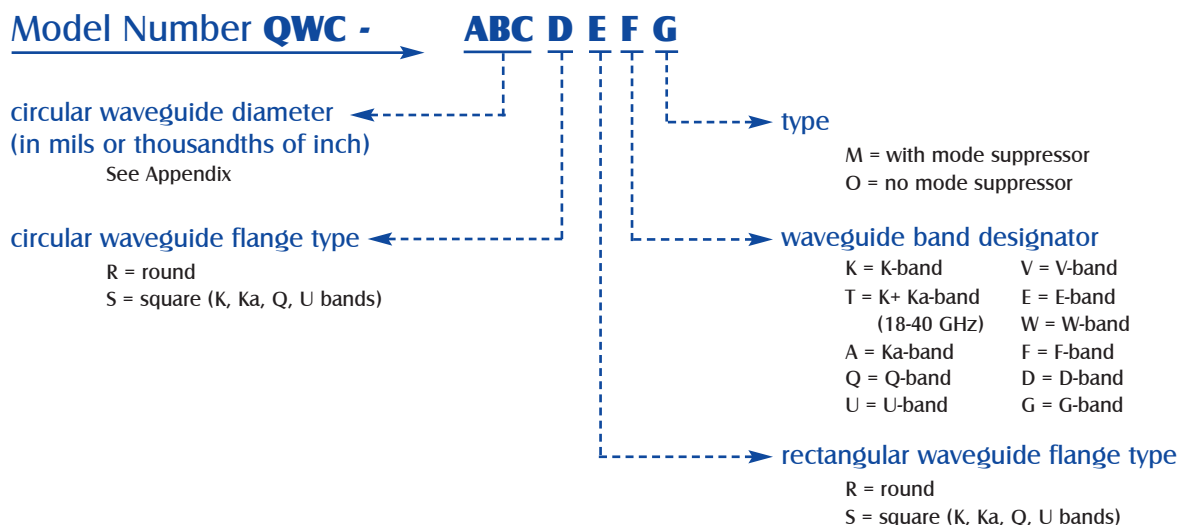 Model Number QWC - ABC D E F G
circular waveguide diameter
(in mils or thousandths of inch)
See Appendix
circular waveguide flange type
R = round
S = square (K, Ka, Q, U bands)
type
M = with mode suppressor
O = no mode suppressor
waveguide band designator
K = K-band V = V-band
T = K+ Ka-band E = E-band
(18-40 GHz) W = W-band
A = Ka-band F = F-band
Q = Q-band D = D-band
U = U-band G = G-band
rectangular waveguide flange type
R = round
S = square (K, Ka, Q, U bands)